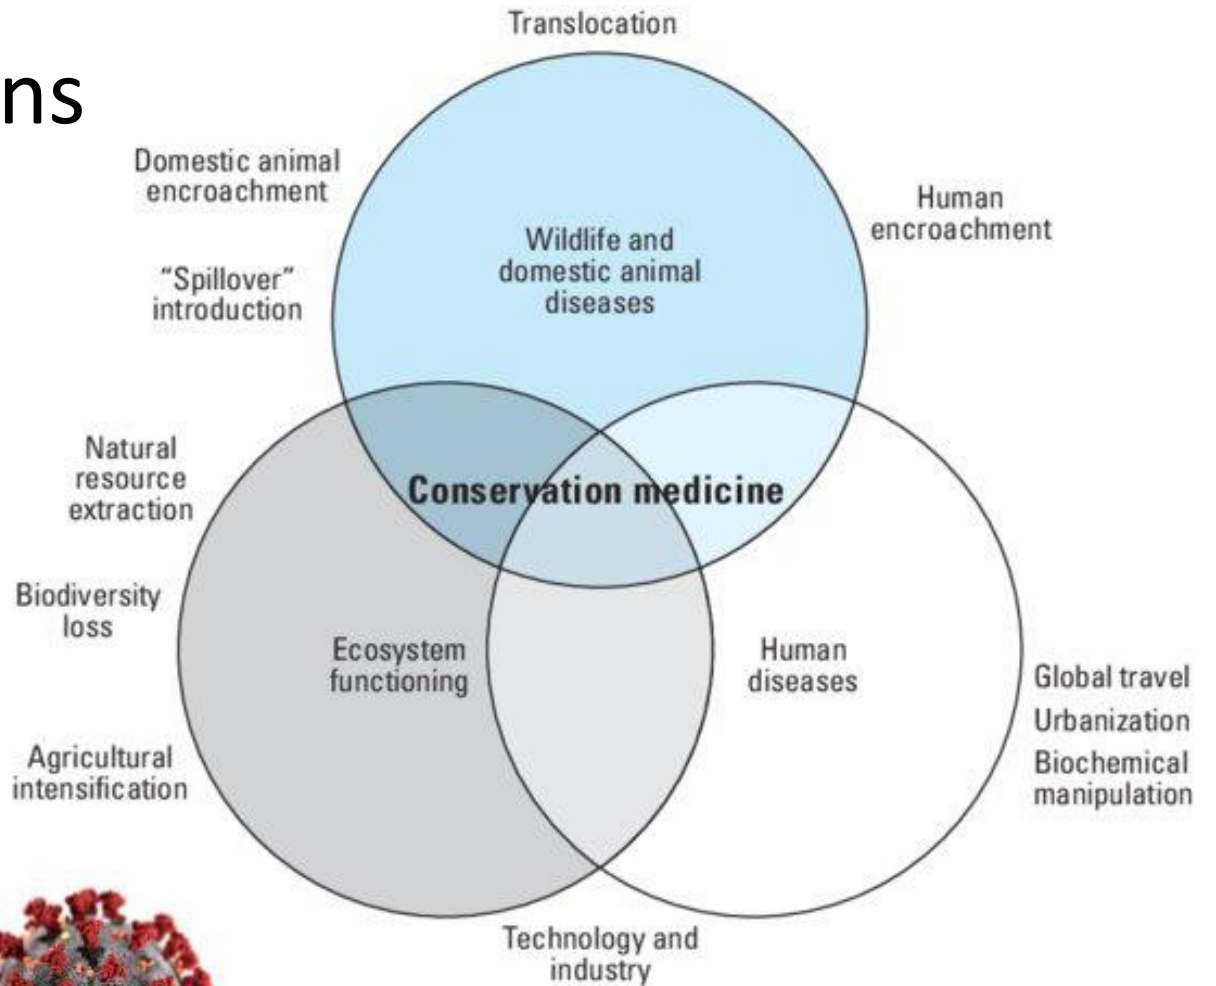 Translocation
ns
Domestic animal
encroachment
Human
encroachment
Wildlife and
domestic animal
diseases
“Spillover”
introduction
Natural
resource
extraction
Conservation medicine
Biodiversity
loss
Ecosystem
functioning
Human
diseases
Global travel
Urbanization
Biochemical
manipulation
Agricultural
intensification
Technology and
industry